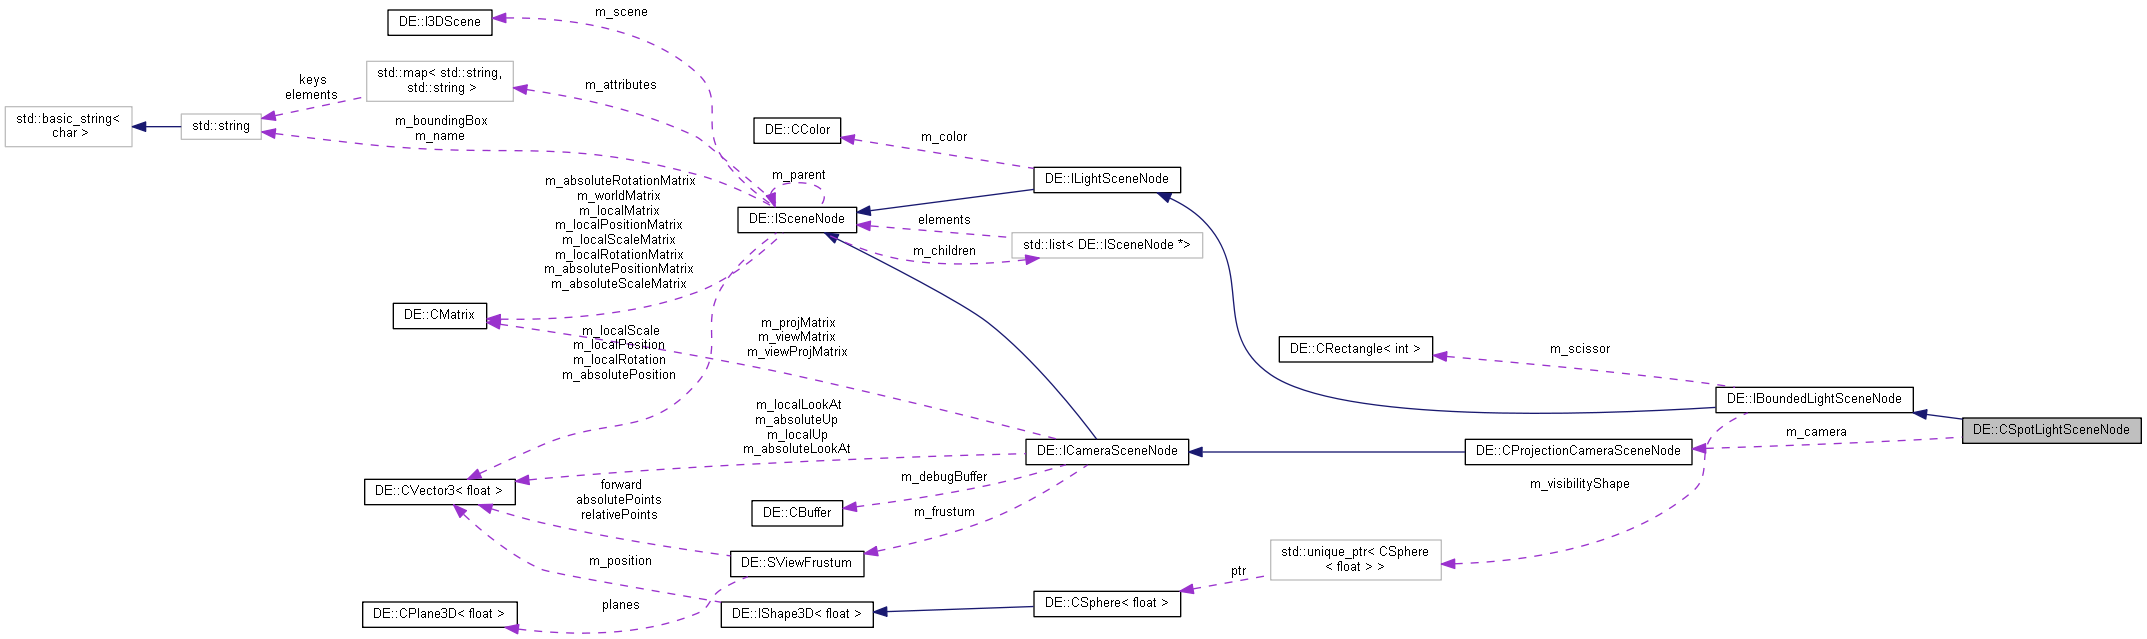 m_scene
DE::I3DScene
std::map< std::string,
std::string >
keys
elements
m_attributes
std::basic_string<
char >
std::string
m_boundingBox
m_name
DE::CColor
m_color
DE::ILightSceneNode
m_parent
m_absoluteRotationMatrix
m_worldMatrix
m_localMatrix
m_localPositionMatrix
m_localScaleMatrix
m_localRotationMatrix
m_absolutePositionMatrix
m_absoluteScaleMatrix
DE::ISceneNode
elements
std::list< DE::ISceneNode *>
m_children
DE::CMatrix
m_localScale
m_localPosition
m_localRotation
m_absolutePosition
m_projMatrix
m_viewMatrix
m_viewProjMatrix
DE::CRectangle< int >
m_scissor
DE::IBoundedLightSceneNode
DE::CSpotLightSceneNode
m_camera
m_localLookAt
m_absoluteUp
m_localUp
m_absoluteLookAt
DE::ICameraSceneNode
DE::CProjectionCameraSceneNode
m_debugBuffer
m_visibilityShape
DE::CVector3< float >
forward
absolutePoints
relativePoints
DE::CBuffer
m_frustum
m_position
DE::SViewFrustum
std::unique_ptr< CSphere
< float > >
ptr
planes
DE::CPlane3D< float >
DE::IShape3D< float >
DE::CSphere< float >